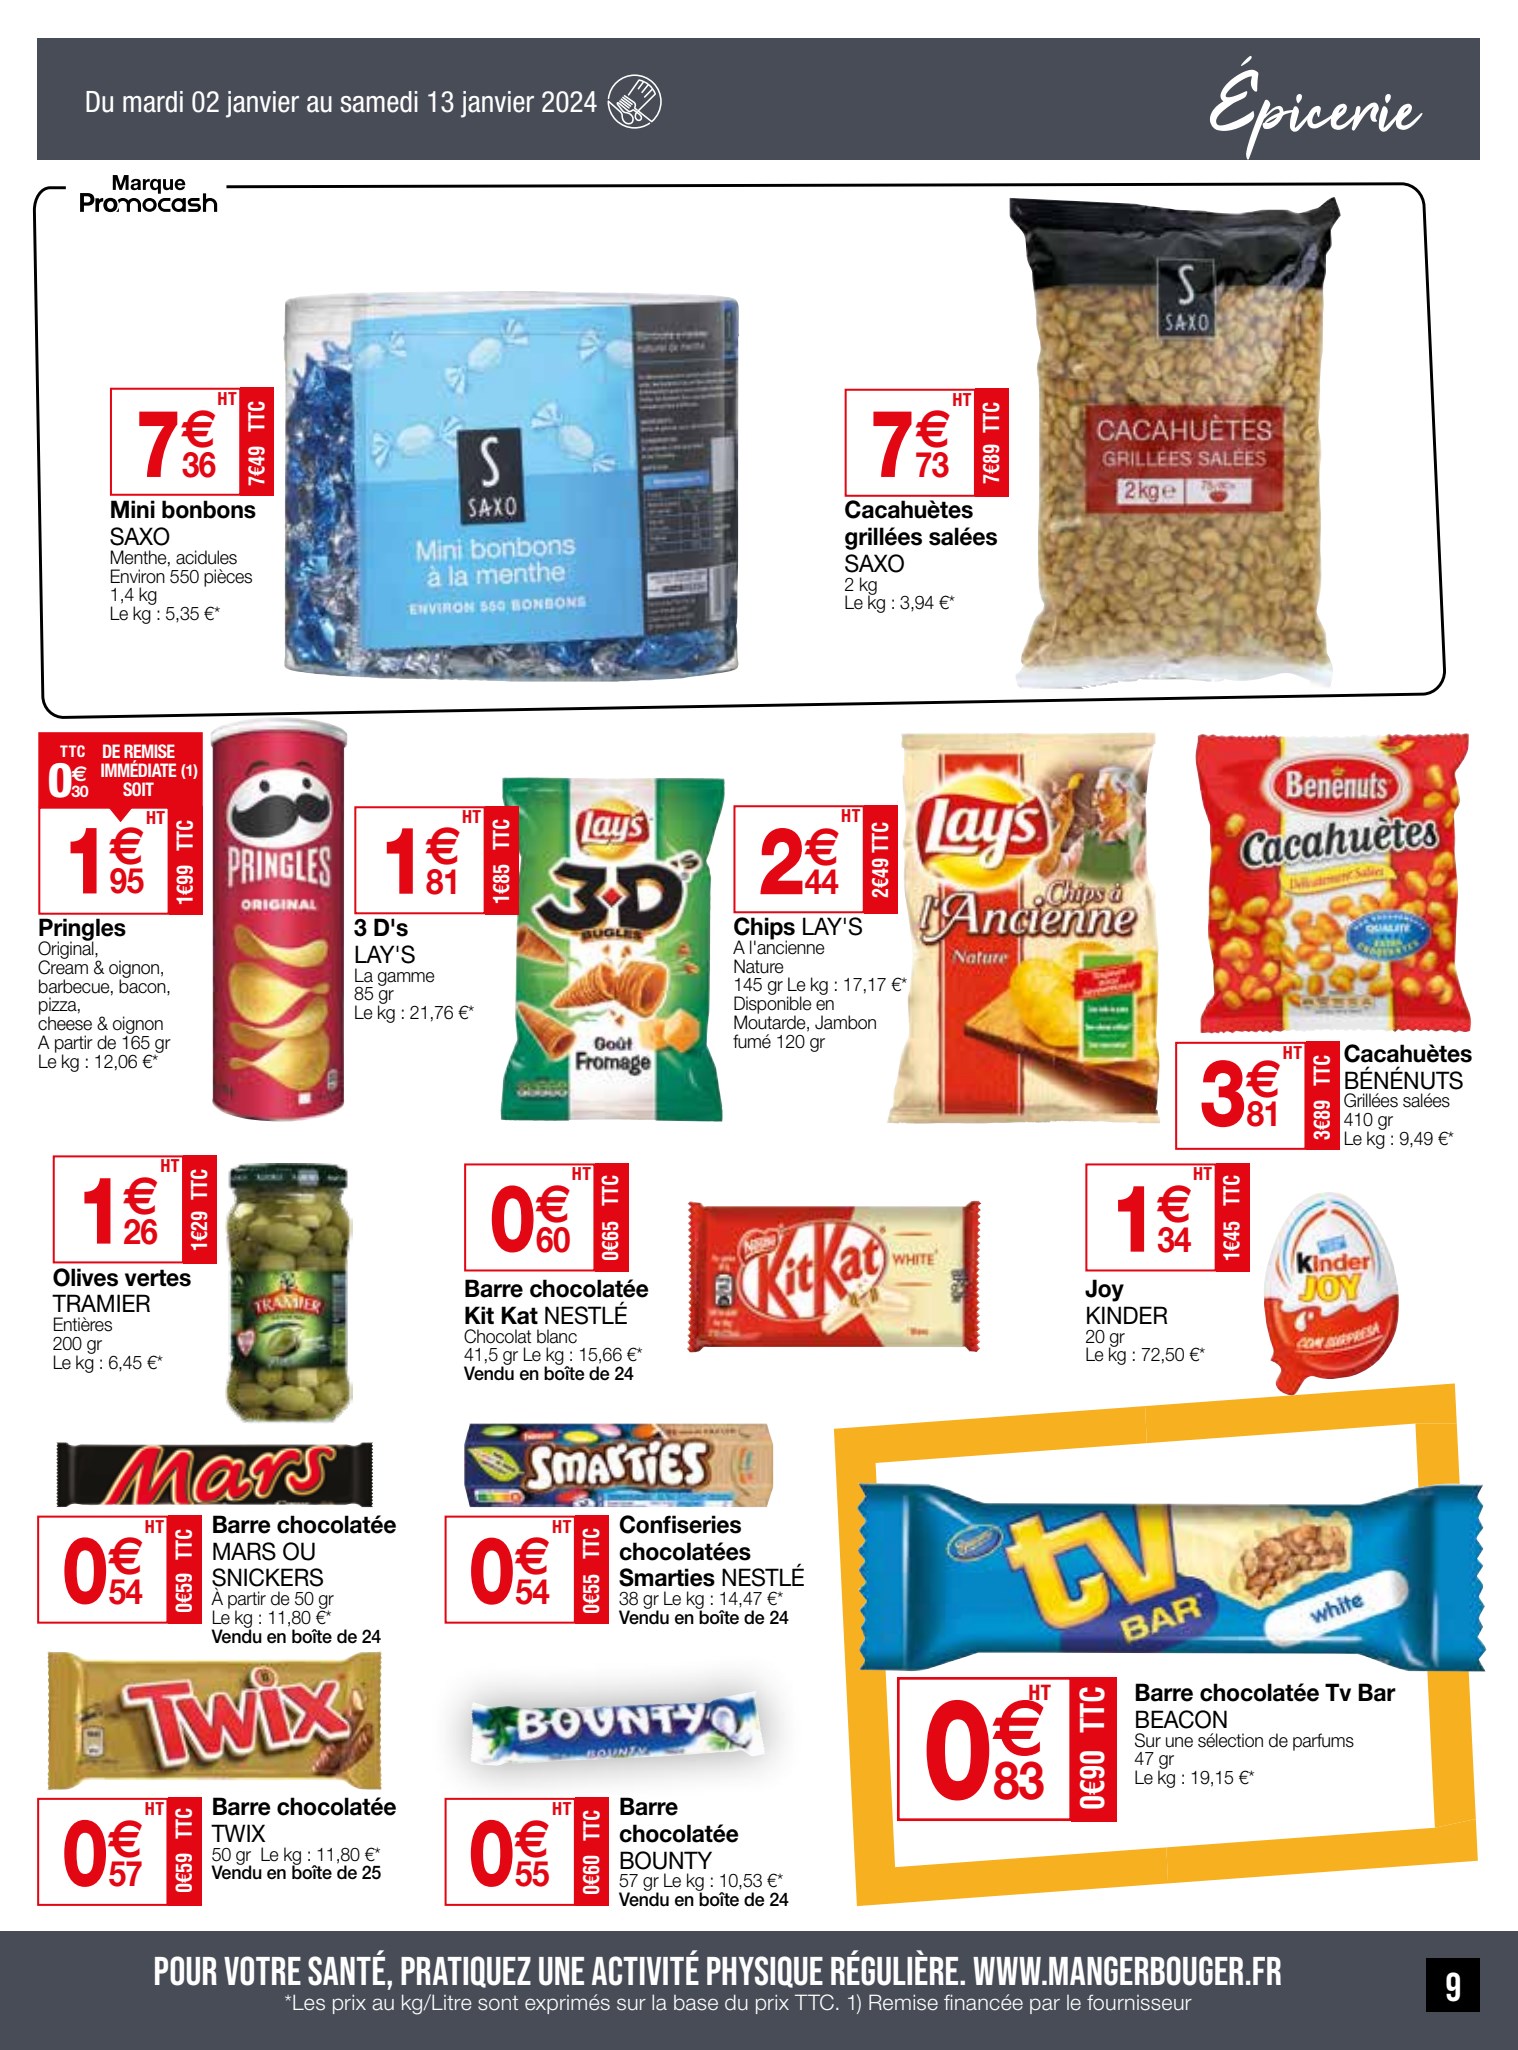 Du mardi 02 janvier au samedi 13 janvier 2024
Épicerie
Marque
Promocash
7€36 HT
7€49 TTC
Mini bonbons
SAXO
Menthe, acidules
Environ 550 pièces
1,4 kg
Le kg : 5,35 €*
S
SAXO
Mini bonbons
à la menthe
ENVIRON 550 BONBONS
7€73 HT
7€89 TTC
Cacahuètes
grillées salées
SAXO
2 kg
Le kg : 3,94 €*
S
SAXO
CACAHUÈTES
GRILLÉES SALÉES
2kg e
TTC 0€30 DE REMISE
IMMÉDIATE (1)
SOIT
1€95 HT
1€99 TTC
Pringles
Original,
Cream & oignon,
barbecue, bacon,
pizza,
cheese & oignon
A partir de 165 gr
Le kg : 12,06 €*
PRINGLES
ORIGINAL
1€81 HT
1€85 TTC
3 D's
LAY'S
La gamme
85 gr
Le kg : 21,76 €*
Lay's
3D's
BUGLES
Goût
Fromage
2€44 HT
2€49 TTC
Chips LAY'S
A l'ancienne
Nature
145 gr Le kg : 17,17 €*
Disponible en
Moutarde, Jambon
fumé 120 gr
Lay's
Chips à
l'Ancienne
Nature
Bénénuts
Cacahuètes
Délicatement Salées
QUALITÉ
3€81 HT
3€89 TTC
Cacahuètes
BÉNÉNUTS
Grillées salées
410 gr
Le kg : 9,49 €*
1€26 HT
1€29 TTC
Olives vertes
TRAMIER
Entières
200 gr
Le kg : 6,45 €*
TRAMIER
0€60 HT
0€65 TTC
Barre chocolatée
Kit Kat NESTLÉ
Chocolat blanc
41,5 gr Le kg : 15,66 €*
Vendu en boîte de 24
Nestlé
KitKat
WHITE
1€34 HT
1€45 TTC
Joy
KINDER
20 gr
Le kg : 72,50 €*
Kinder
JOY
COM SURPRESA
Mars
0€54 HT
0€59 TTC
Barre chocolatée
MARS OU
SNICKERS
À partir de 50 gr
Le kg : 11,80 €*
Vendu en boîte de 24
SMARTIES
0€54 HT
0€55 TTC
Confiseries
chocolatées
Smarties NESTLÉ
38 gr Le kg : 14,47 €*
Vendu en boîte de 24
Twix
0€57 HT
0€59 TTC
Barre chocolatée
TWIX
50 gr Le kg : 11,80 €*
Vendu en boîte de 25
BOUNTY
BOUNTY
0€55 HT
0€60 TTC
Barre
chocolatée
BOUNTY
57 gr Le kg : 10,53 €*
Vendu en boîte de 24
tv
BAR
white
0€83 HT
0€90 TTC
Barre chocolatée Tv Bar
BEACON
Sur une sélection de parfums
47 gr
Le kg : 19,15 €*
POUR VOTRE SANTÉ, PRATIQUEZ UNE ACTIVITÉ PHYSIQUE RÉGULIÈRE. WWW.MANGERBOUGER.FR
*Les prix au kg/Litre sont exprimés sur la base du prix TTC. 1) Remise financée par le fournisseur
9